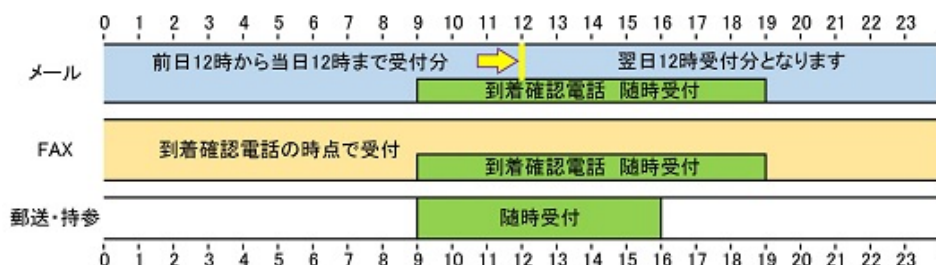 0 1 2 3 4 5 6 7 8 9 10 11 12 13 14 15 16 17 18 19 20 21 22 23
メール
前日12時から当日12時まで受付分
翌日12時受付分となります
到着確認電話 随時受付
FAX
到着確認電話の時点で受付
到着確認電話 随時受付
郵送・持参
随時受付
0 1 2 3 4 5 6 7 8 9 10 11 12 13 14 15 16 17 18 19 20 21 22 23